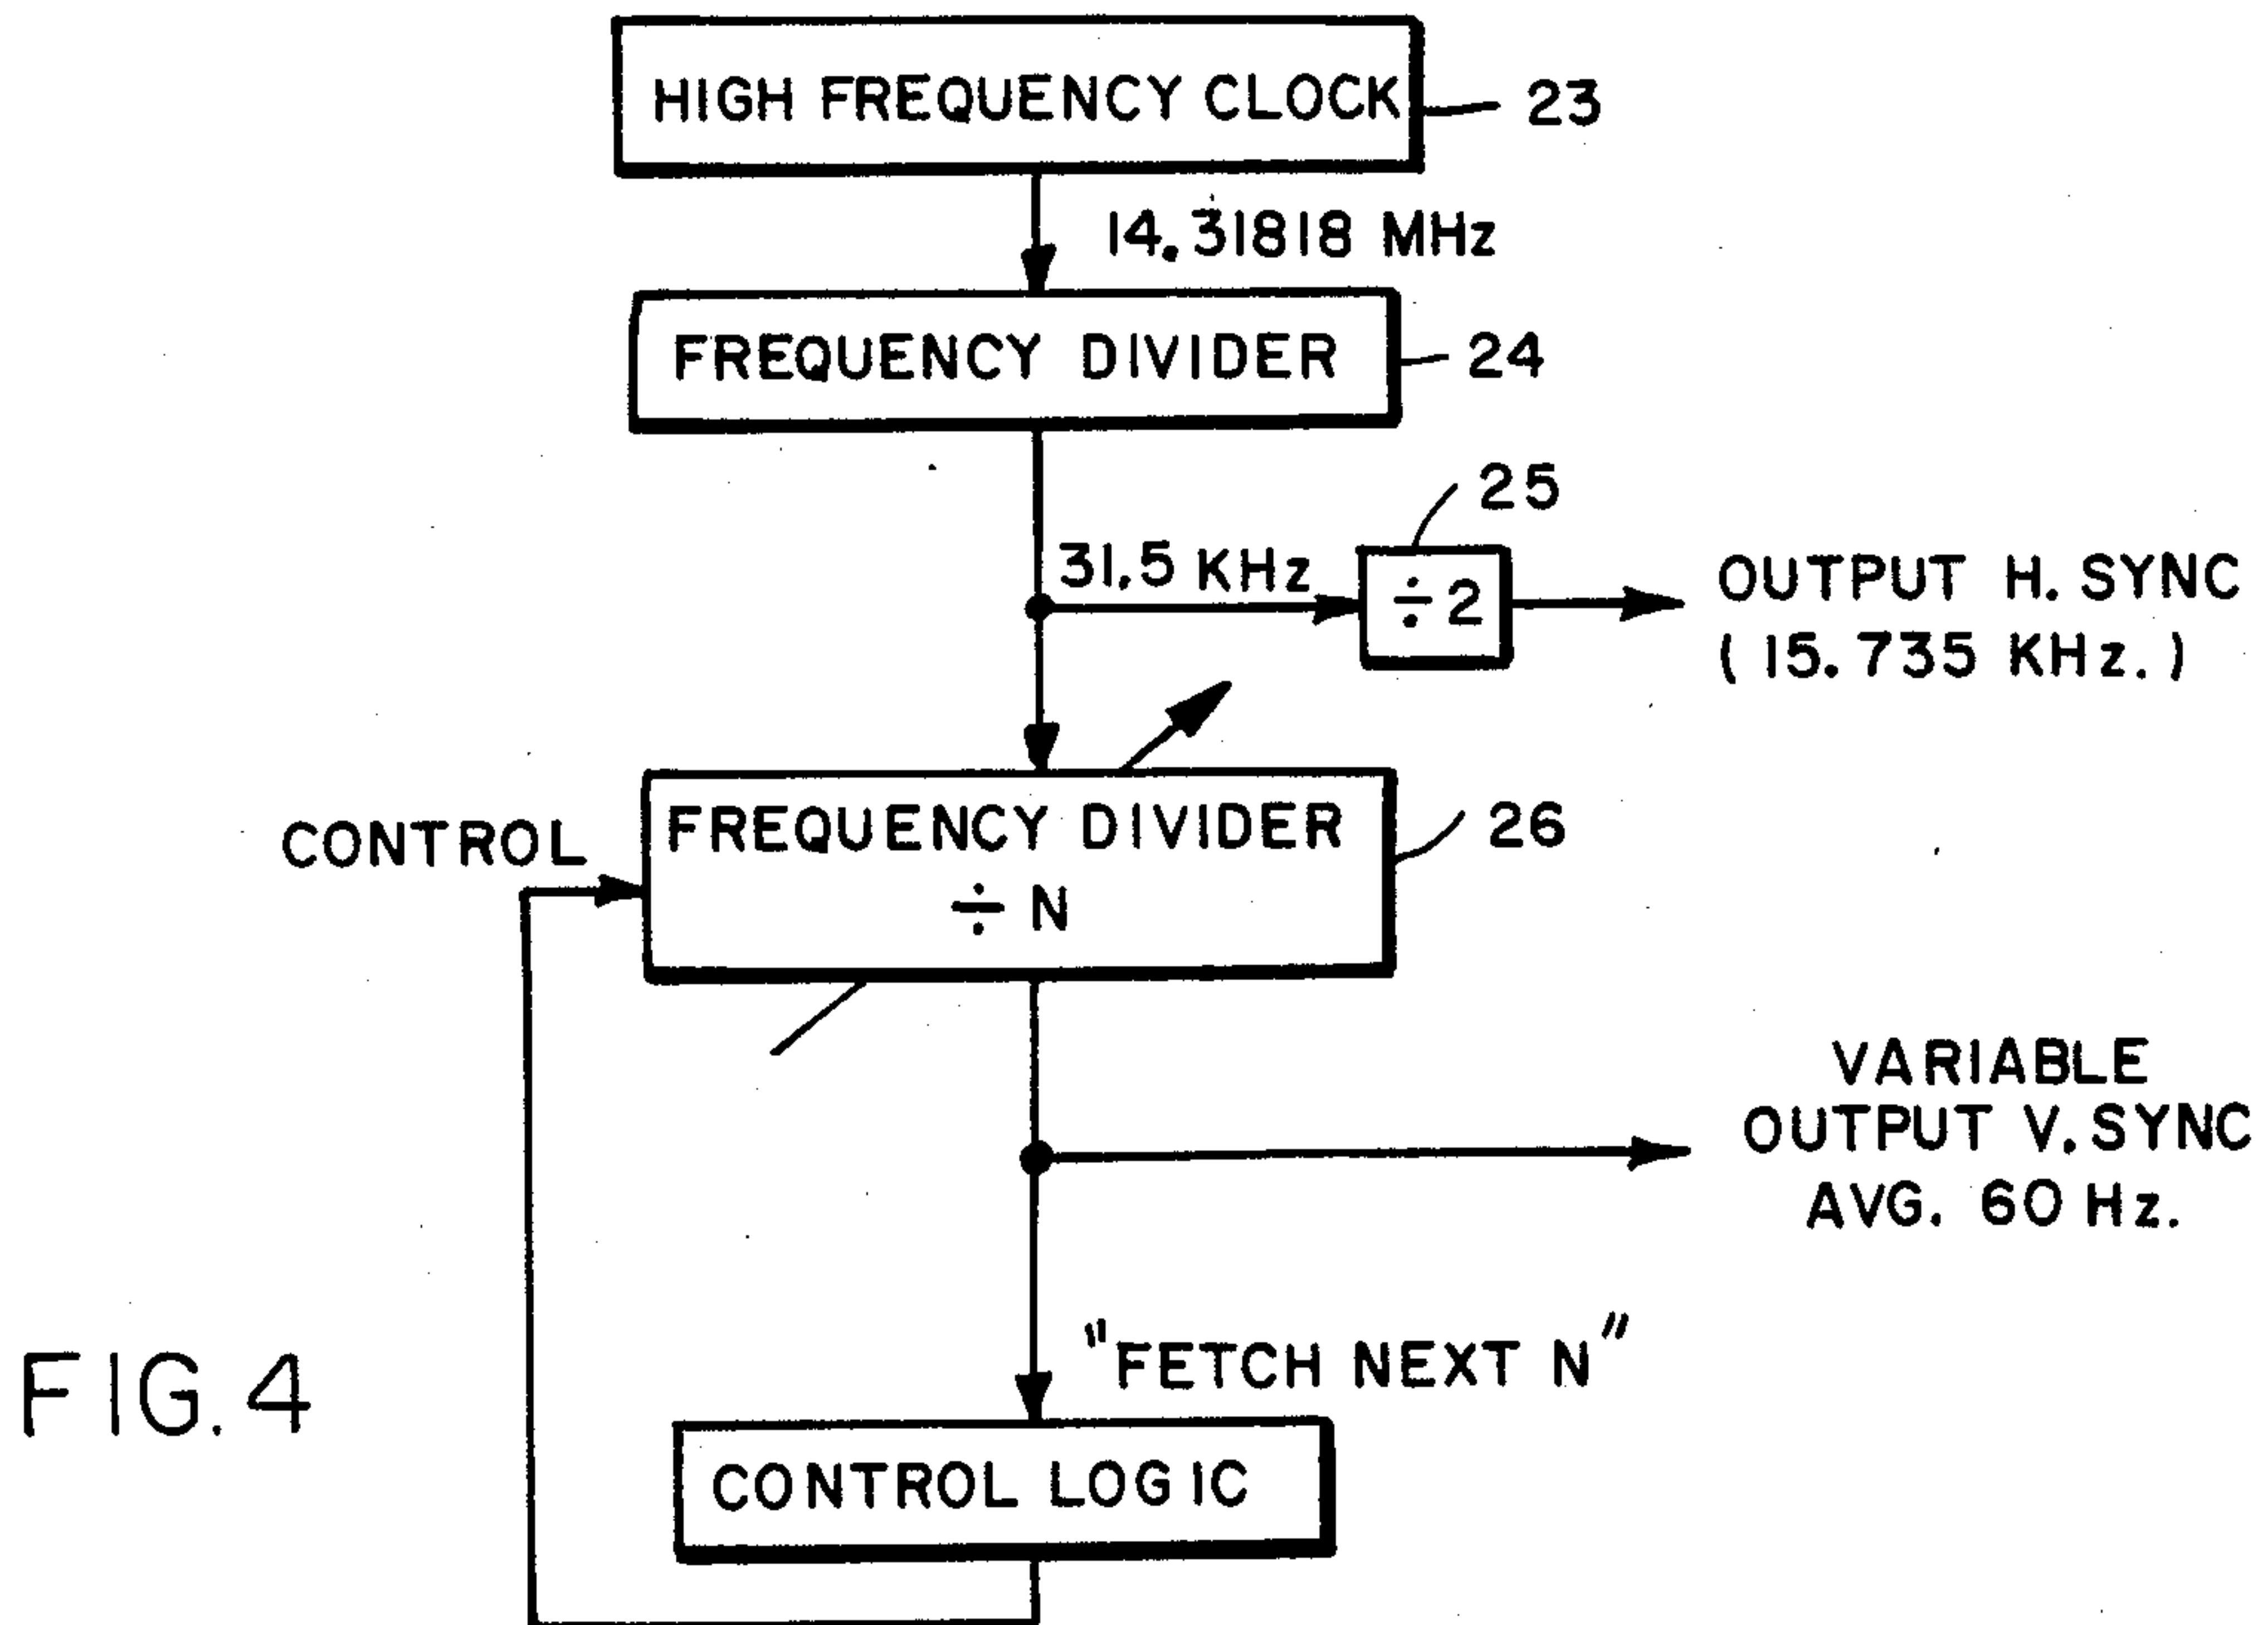 HIGH FREQUENCY CLOCK
23
14.31818 MHz
FREQUENCY DIVIDER
24
25
31.5 KHz
÷2
OUTPUT H. SYNC
(15.735 KHz.)
CONTROL
FREQUENCY DIVIDER
÷ N
26
VARIABLE
OUTPUT V. SYNC
AVG. 60 Hz.
"FETCH NEXT N"
FIG. 4
CONTROL LOGIC